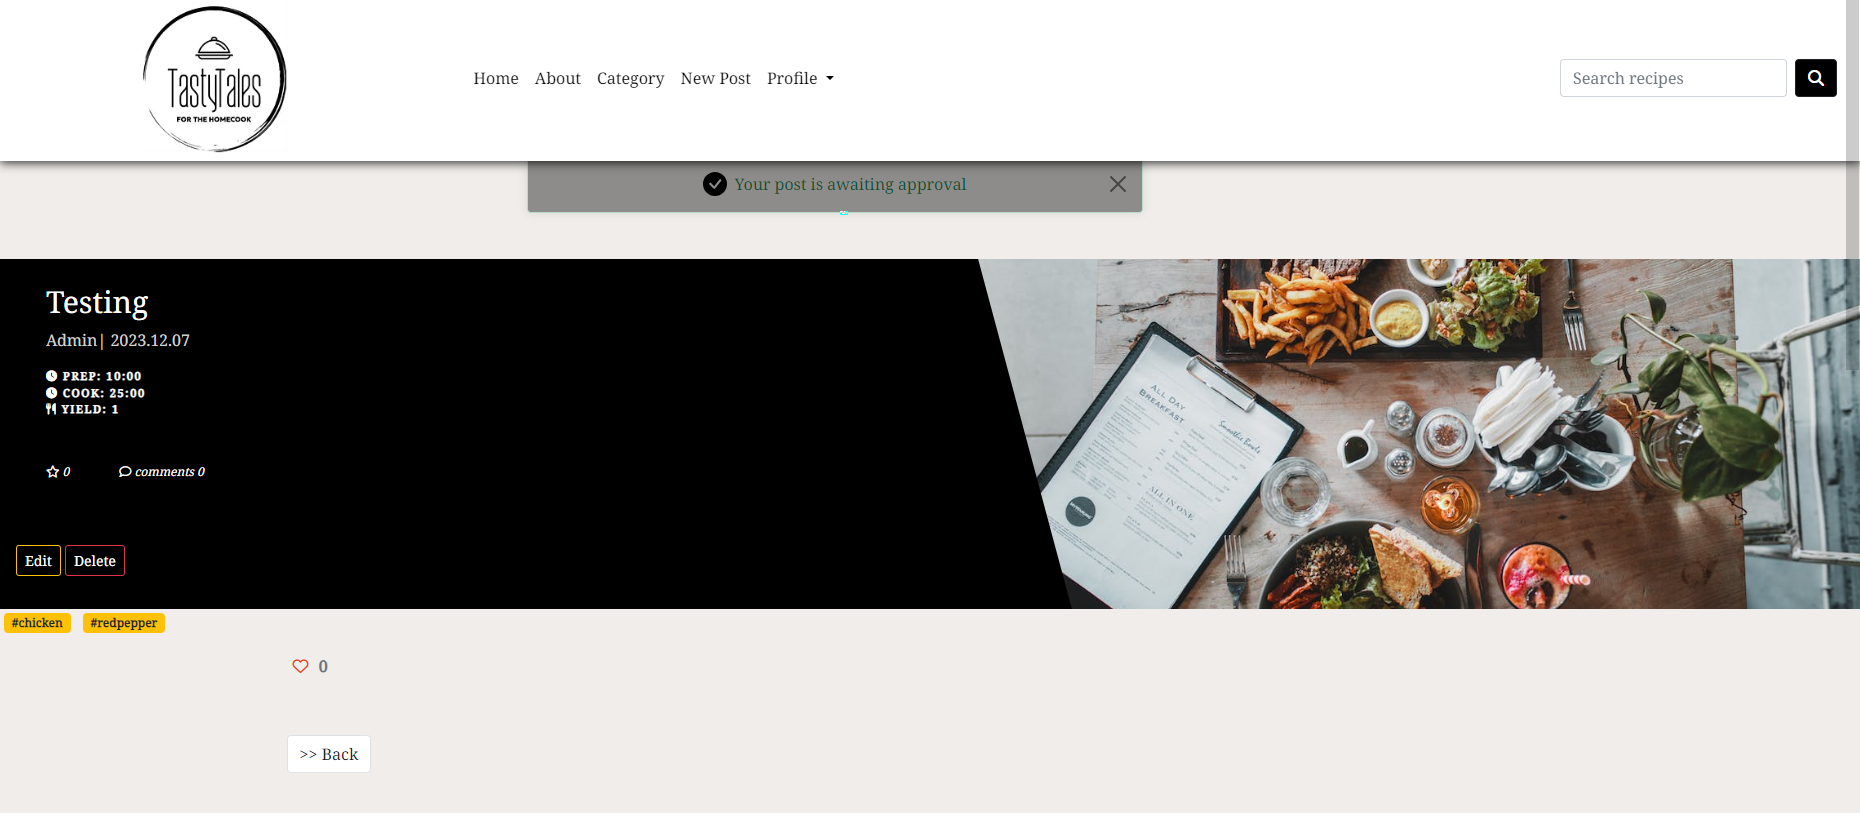 TastyTales
FOR THE HOMECOOK
Home About Category New Post Profile
Search recipes
Your post is awaiting approval
Testing
Admin| 2023.12.07
PREP: 10:00
COOK: 25:00
YIELD: 1
0 comments 0
Edit Delete
ALL DAY
BREAKFAST
Smoothie Bowls
ALL IN ONE
#chicken #redpepper
0
>> Back